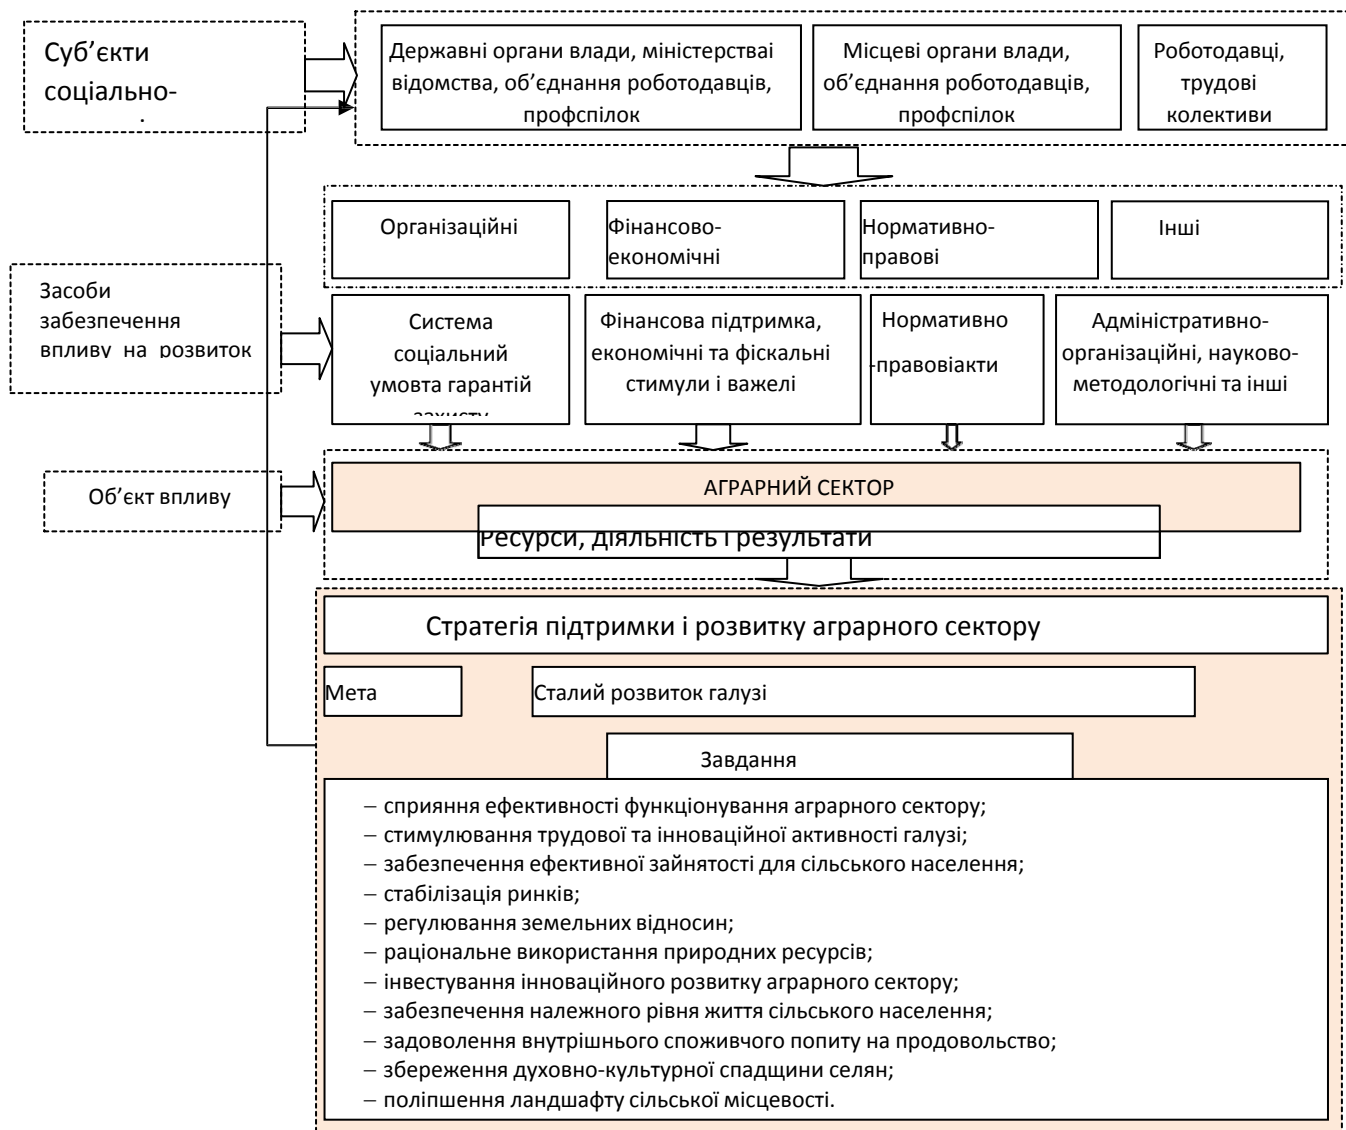 Суб’єкти
соціально-
Державні органи влади, міністерстваі
відомства, об’єднання роботодавців,
профспілок
Місцеві органи влади,
об’єднання роботодавців,
профспілок
Роботодавці,
трудові
колективи
Організаційні
Фінансово-
економічні
Нормативно-
правові
Інші
Засоби
забезпечення
впливу на розвиток
Система
соціальний
умовта гарантій
захисту
Фінансова підтримка,
економічні та фіскальні
стимули і важелі
Нормативно
-правовіакти
Адміністративно-
організаційні, науково-
методологічні та інші
Об’єкт впливу
АГРАРНИЙ СЕКТОР
Ресурси, діяльність і результати
Стратегія підтримки і розвитку аграрного сектору
Мета
Сталий розвиток галузі
Завдання
– сприяння ефективності функціонування аграрного сектору;
– стимулювання трудової та інноваційної активності галузі;
– забезпечення ефективної зайнятості для сільського населення;
– стабілізація ринків;
– регулювання земельних відносин;
– раціональне використання природних ресурсів;
– інвестування інноваційного розвитку аграрного сектору;
– забезпечення належного рівня життя сільського населення;
– задоволення внутрішнього споживчого попиту на продовольство;
– збереження духовно-культурної спадщини селян;
– поліпшення ландшафту сільської місцевості.